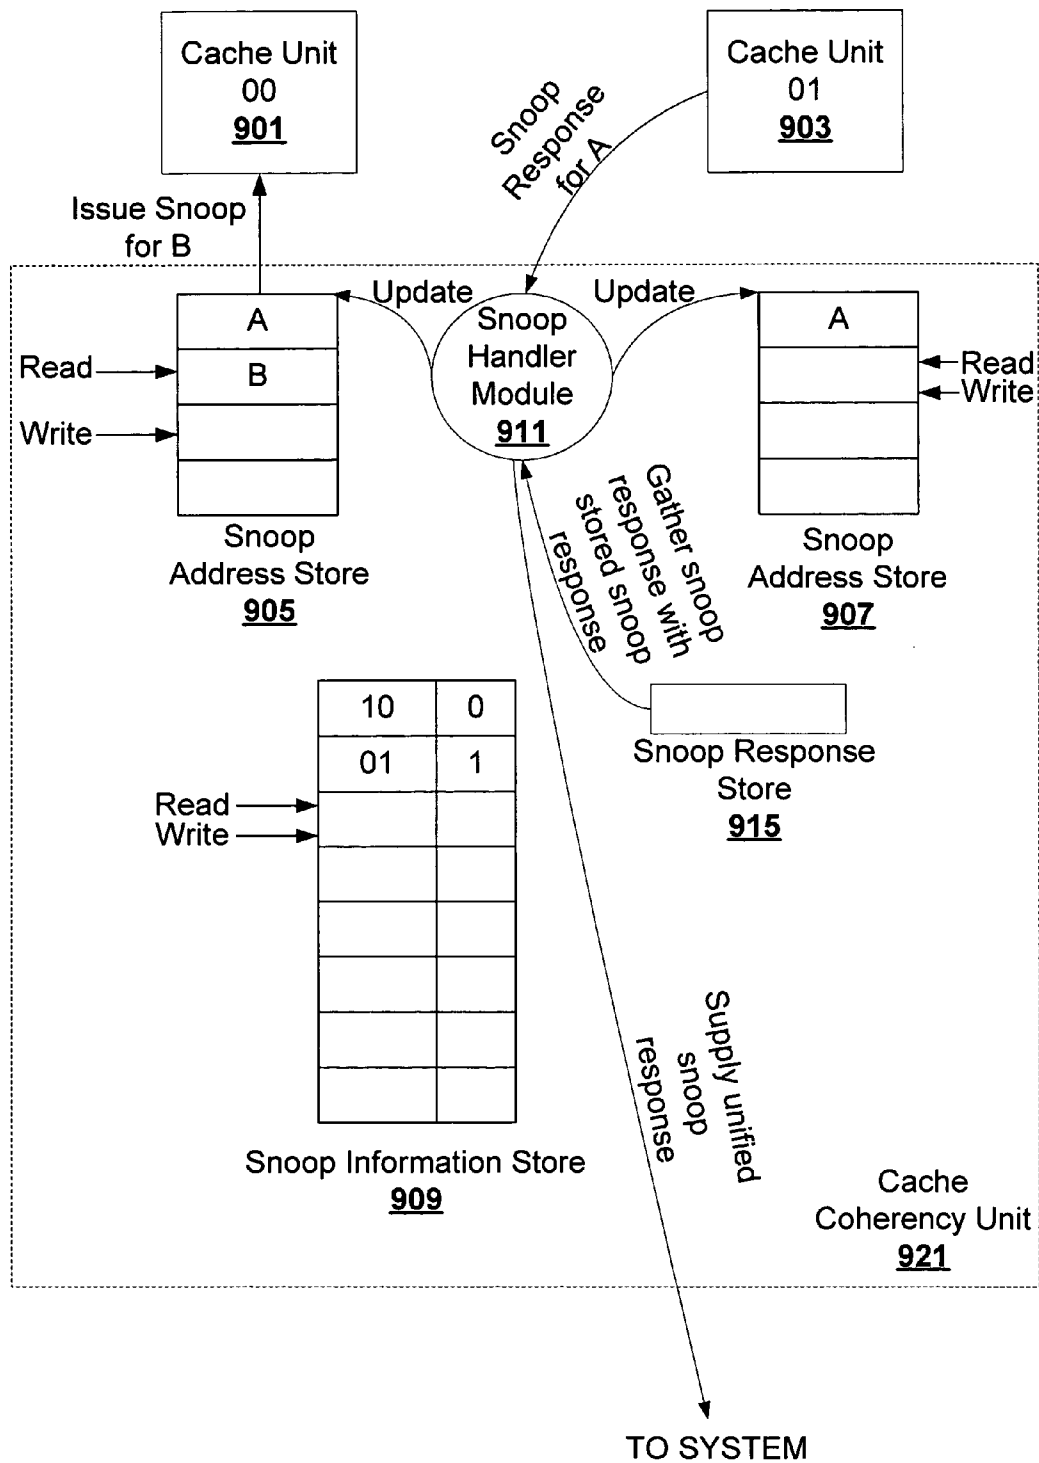 Cache Unit
00
901
Cache Unit
01
903
Snoop
Response
for A
Issue Snoop
for B
Update
Update
A
B
Read
Write
Snoop
Handler
Module
911
A
Read
Write
Snoop
Address Store
905
Snoop
Address Store
907
Gather snoop
response with
stored snoop
response
10 0
01 1
Read
Write
Snoop Response
Store
915
Snoop Information Store
909
Supply unified
snoop
response
Cache
Coherency Unit
921
TO SYSTEM